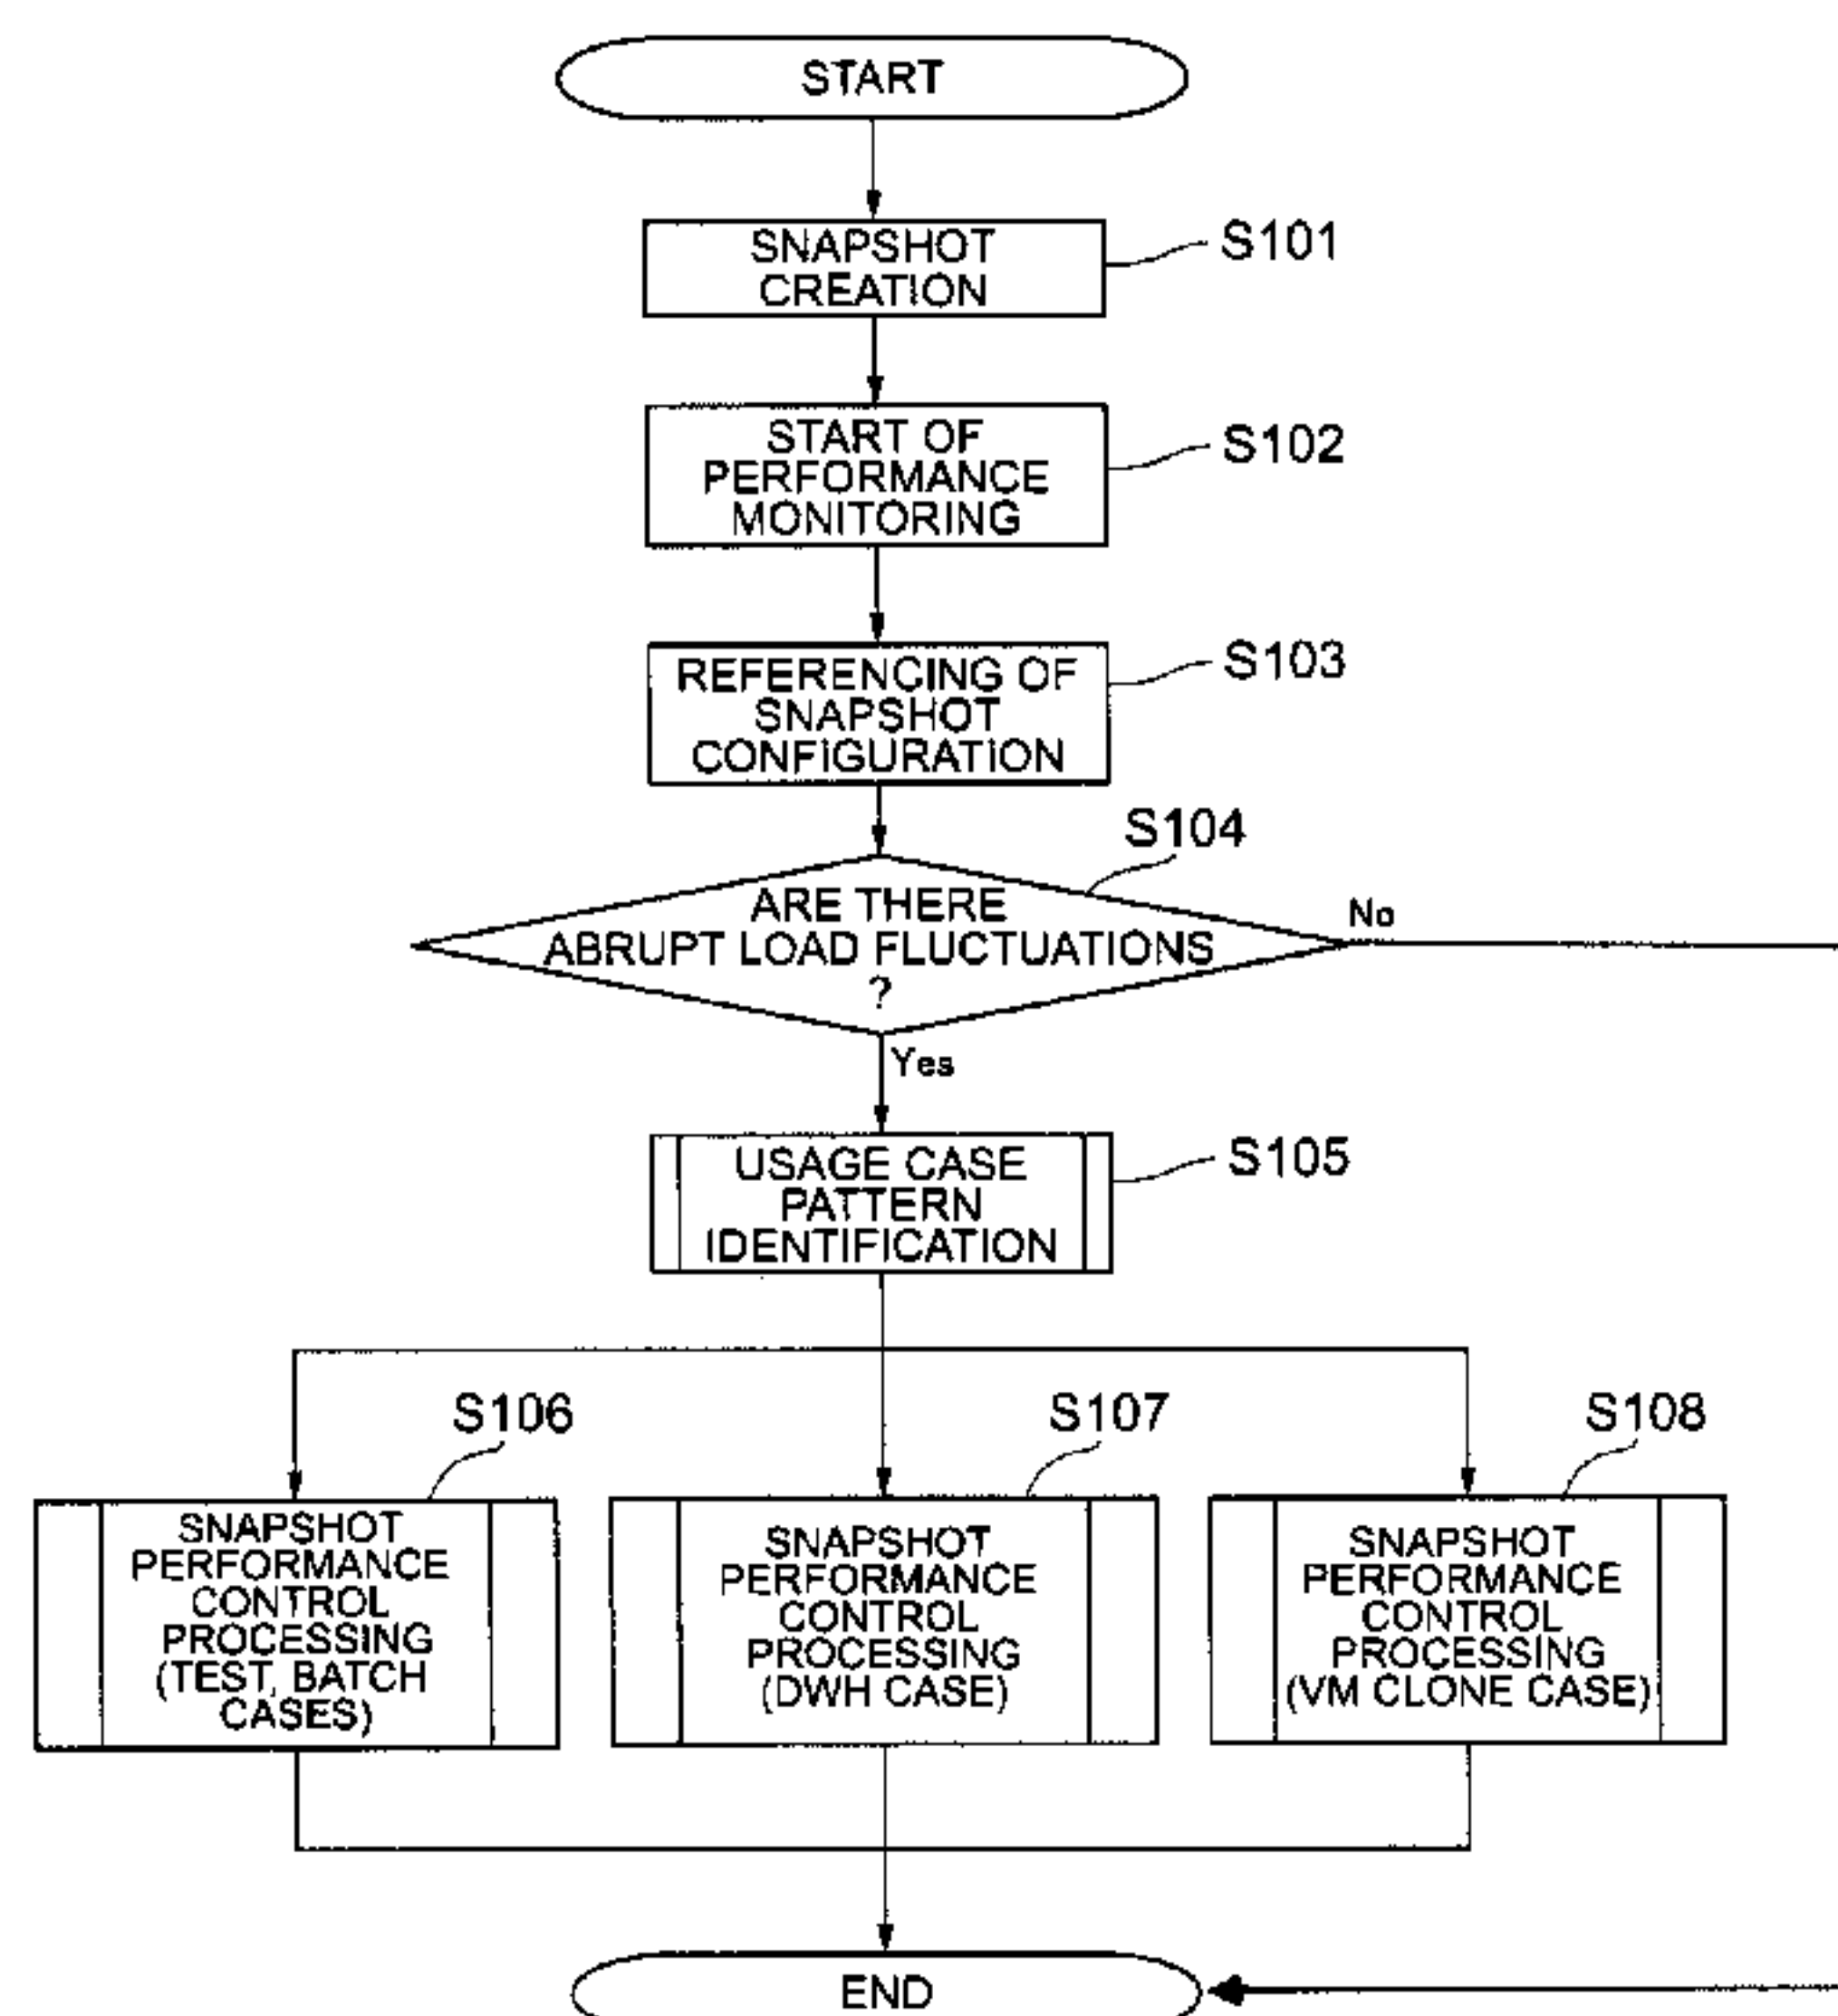 START
SNAPSHOT
CREATION
S101
START OF
PERFORMANCE
MONITORING
S102
REFERENCING OF
SNAPSHOT
CONFIGURATION
S103
S104
ARE THERE
ABRUPT LOAD FLUCTUATIONS
?
No
Yes
USAGE CASE
PATTERN
IDENTIFICATION
S105
S106
SNAPSHOT
PERFORMANCE
CONTROL
PROCESSING
(TEST, BATCH
CASES)
S107
SNAPSHOT
PERFORMANCE
CONTROL
PROCESSING
(DWH CASE)
S108
SNAPSHOT
PERFORMANCE
CONTROL
PROCESSING
(VM CLONE CASE)
END